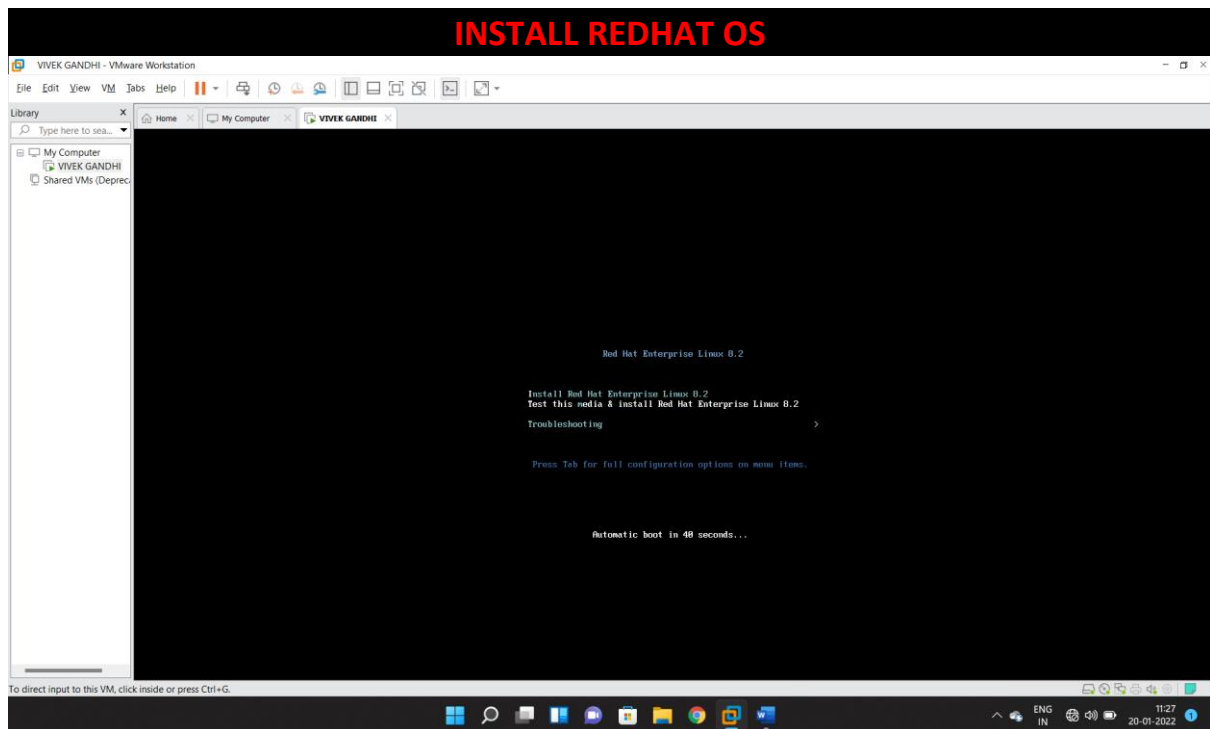 INSTALL REDHAT OS
VIVEK GANDHI - VMware Workstation
File Edit View VM Tabs Help
Library X
Home My Computer VIVEK GANDHI
Type here to sea...
My Computer
VIVEK GANDHI
Shared VMs (Depreca
Red Hat Enterprise Linux 8.2
Install Red Hat Enterprise Linux 8.2
Test this media & install Red Hat Enterprise Linux 8.2
Troubleshooting >
Press Tab for full configuration options on menu items.
Automatic boot in 40 seconds...
To direct input to this VM, click inside or press Ctrl+G.
ENG 11:27
IN 20-01-2022 1